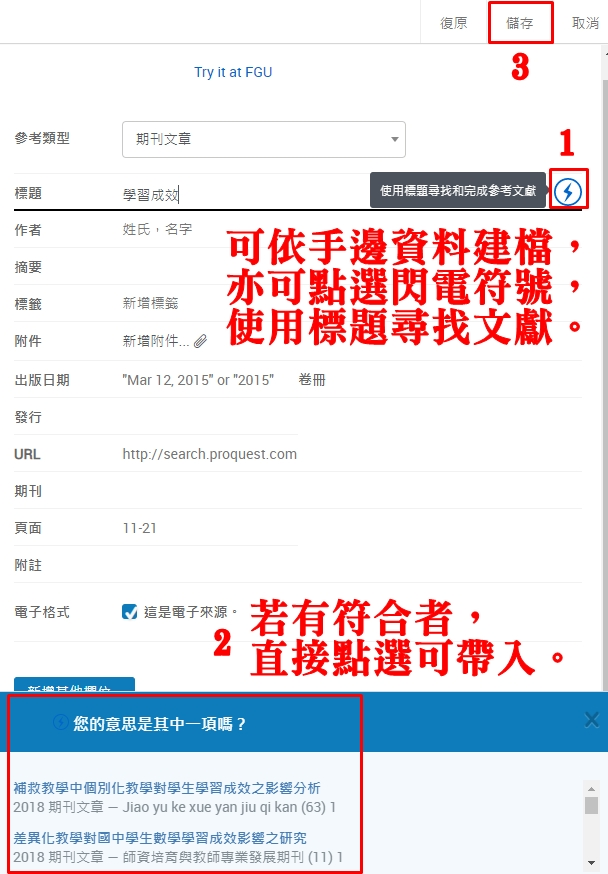 復原 儲存 取消
3
Try it at FGU
參考類型 期刊文章
1
標題 學習成效 使用標題尋找和完成參考文獻
作者 姓氏，名字
可依手邊資料建檔，
摘要
亦可點選閃電符號，
標籤 新增標籤
使用標題尋找文獻。
附件 新增附件...
出版日期 "Mar 12, 2015" or "2015" 卷冊
發行
URL http://search.proquest.com
期刊
頁面 11-21
附註
電子格式 這是電子來源。
2 若有符合者，
直接點選可帶入。
新增其他欄位
您的意思是其中一項嗎？ X
補救教學中個別化教學對學生學習成效之影響分析
2018 期刊文章 — Jiao yu ke xue yan jiu qi kan (63) 1
差異化教學對國中學生數學學習成效影響之研究
2018 期刊文章 — 師資培育與教師專業發展期刊 (11) 1